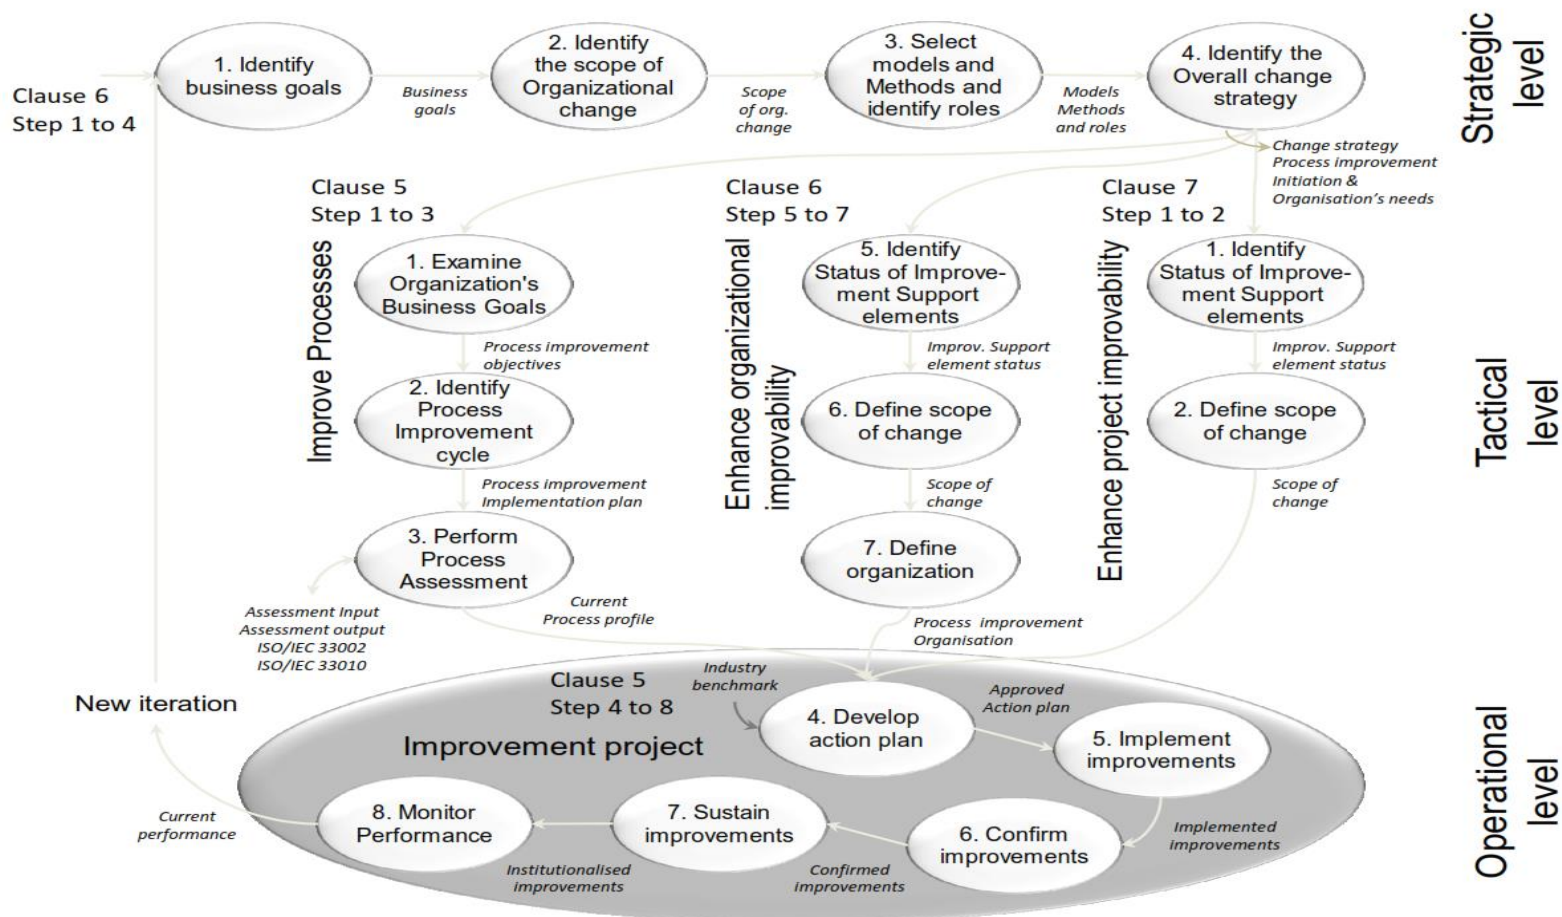 1. Identify
business goals
2. Identify
the scope of
Organizational
change
3. Select
models and
Methods and
identify roles
4. Identify the
Overall change
strategy
Strategic
level
Clause 6
Step 1 to 4
Business
goals
Scope
of org.
change
Models
Methods
and roles
Change strategy
Process improvement
Initiation &
Organisation's needs
Clause 5
Step 1 to 3
Clause 6
Step 5 to 7
Clause 7
Step 1 to 2
Improve Processes
1. Examine
Organization's
Business Goals
Process improvement
objectives
2. Identify
Process
Improvement
cycle
Process improvement
Implementation plan
3. Perform
Process
Assessment
Assessment Input
Assessment output
ISO/IEC 33002
ISO/IEC 33010
Current
Process profile
Enhance organizational
improvability
5. Identify
Status of Improve-
ment Support
elements
Improv. Support
element status
6. Define scope
of change
Scope of
change
7. Define
organization
Process improvement
Organisation
Enhance project improvability
1. Identify
Status of Improve-
ment Support
elements
Improv. Support
element status
2. Define scope
of change
Scope of
change
Tactical
level
New iteration
Clause 5
Step 4 to 8
Improvement project
Industry
benchmark
4. Develop
action plan
Approved
Action plan
5. Implement
improvements
Implemented
improvements
6. Confirm
improvements
Confirmed
improvements
7. Sustain
improvements
Institutionalised
improvements
8. Monitor
Performance
Current
performance
Operational
level